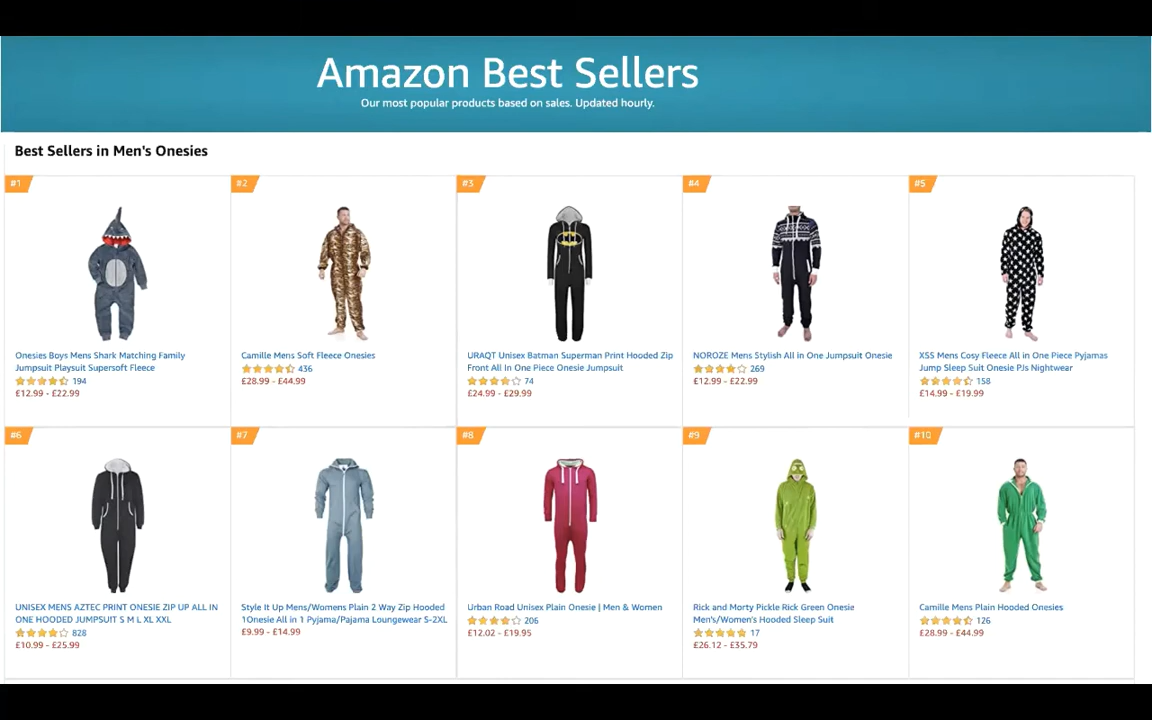 Amazon Best Sellers
Our most popular products based on sales. Updated hourly.
Best Sellers in Men's Onesies
#1
Onesies Boys Mens Shark Matching Family
Jumpsuit Playsuit Supersoft Fleece
194
£12.99 - £22.99
#2
Camille Mens Soft Fleece Onesies
436
£28.99 - £44.99
#3
URAQT Unisex Batman Superman Print Hooded Zip
Front All In One Piece Onesie Jumpsuit
74
£24.99 - £29.99
#4
NOROZE Mens Stylish All in One Jumpsuit Onesie
269
£12.99 - £22.99
#5
XSS Mens Cosy Fleece All in One Piece Pyjamas
Jump Sleep Suit Onesie PJs Nightwear
158
£14.99 - £19.99
#6
UNISEX MENS AZTEC PRINT ONESIE ZIP UP ALL IN
ONE HOODED JUMPSUIT S M L XL XXL
828
£10.99 - £25.99
#7
Style It Up Mens/Womens Plain 2 Way Zip Hooded
1Onesie All in 1 Pyjama/Pajama Loungewear S-2XL
£9.99 - £14.99
#8
Urban Road Unisex Plain Onesie | Men & Women
206
£12.02 - £19.95
#9
Rick and Morty Pickle Rick Green Onesie
Men's/Women's Hooded Sleep Suit
17
£26.12 - £35.79
#10
Camille Mens Plain Hooded Onesies
126
£28.99 - £44.99